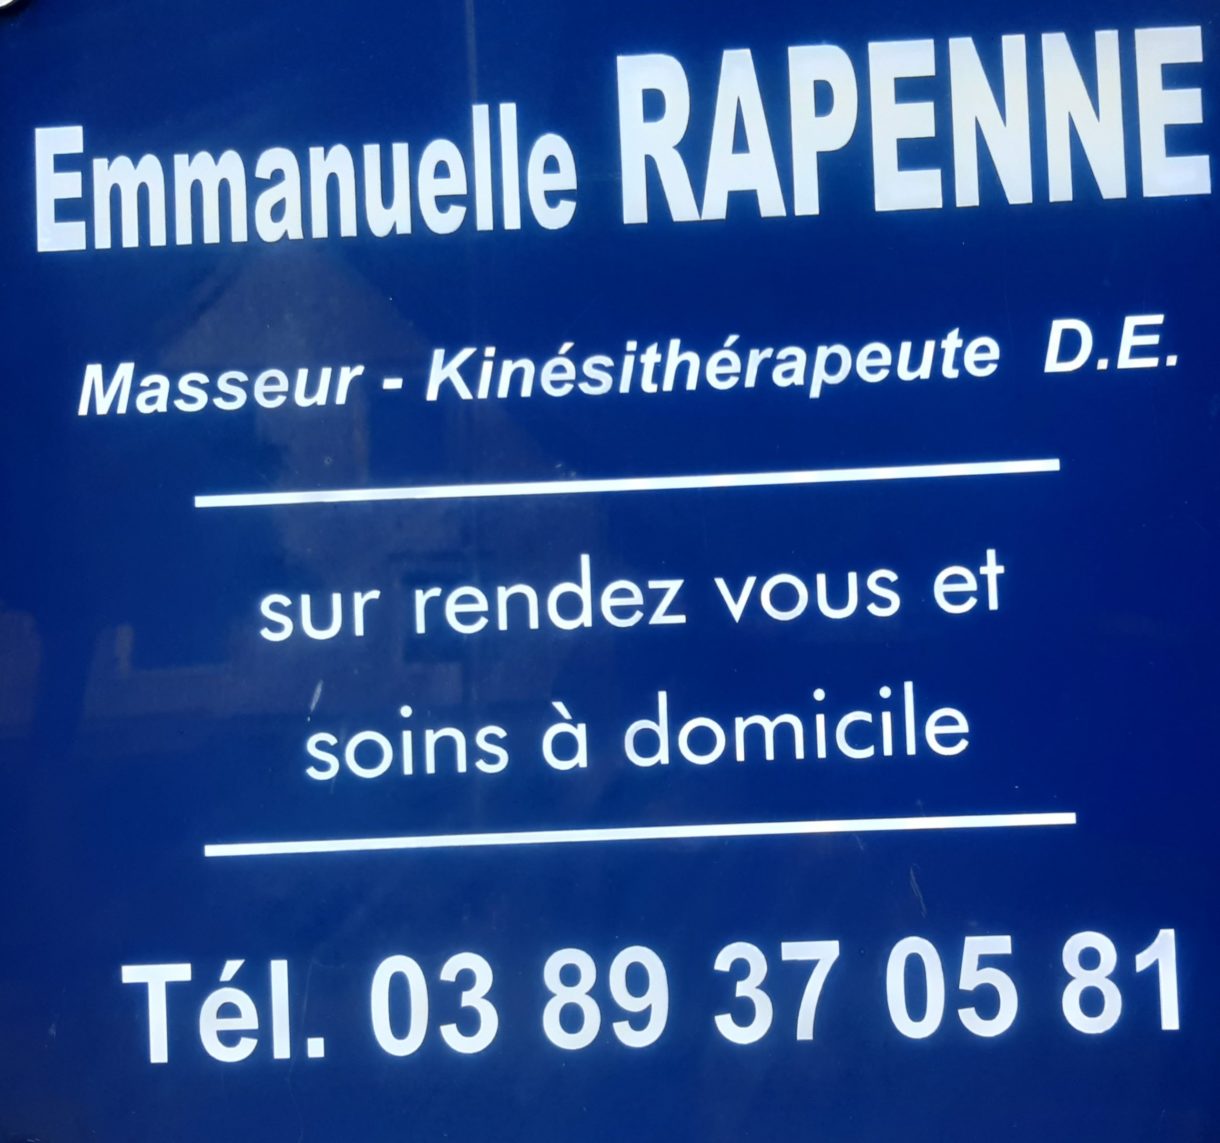 Emmanuelle RAPENNE
Masseur - Kinésithérapeute D.E.
sur rendez vous et
soins à domicile
Tél. 03 89 37 05 81